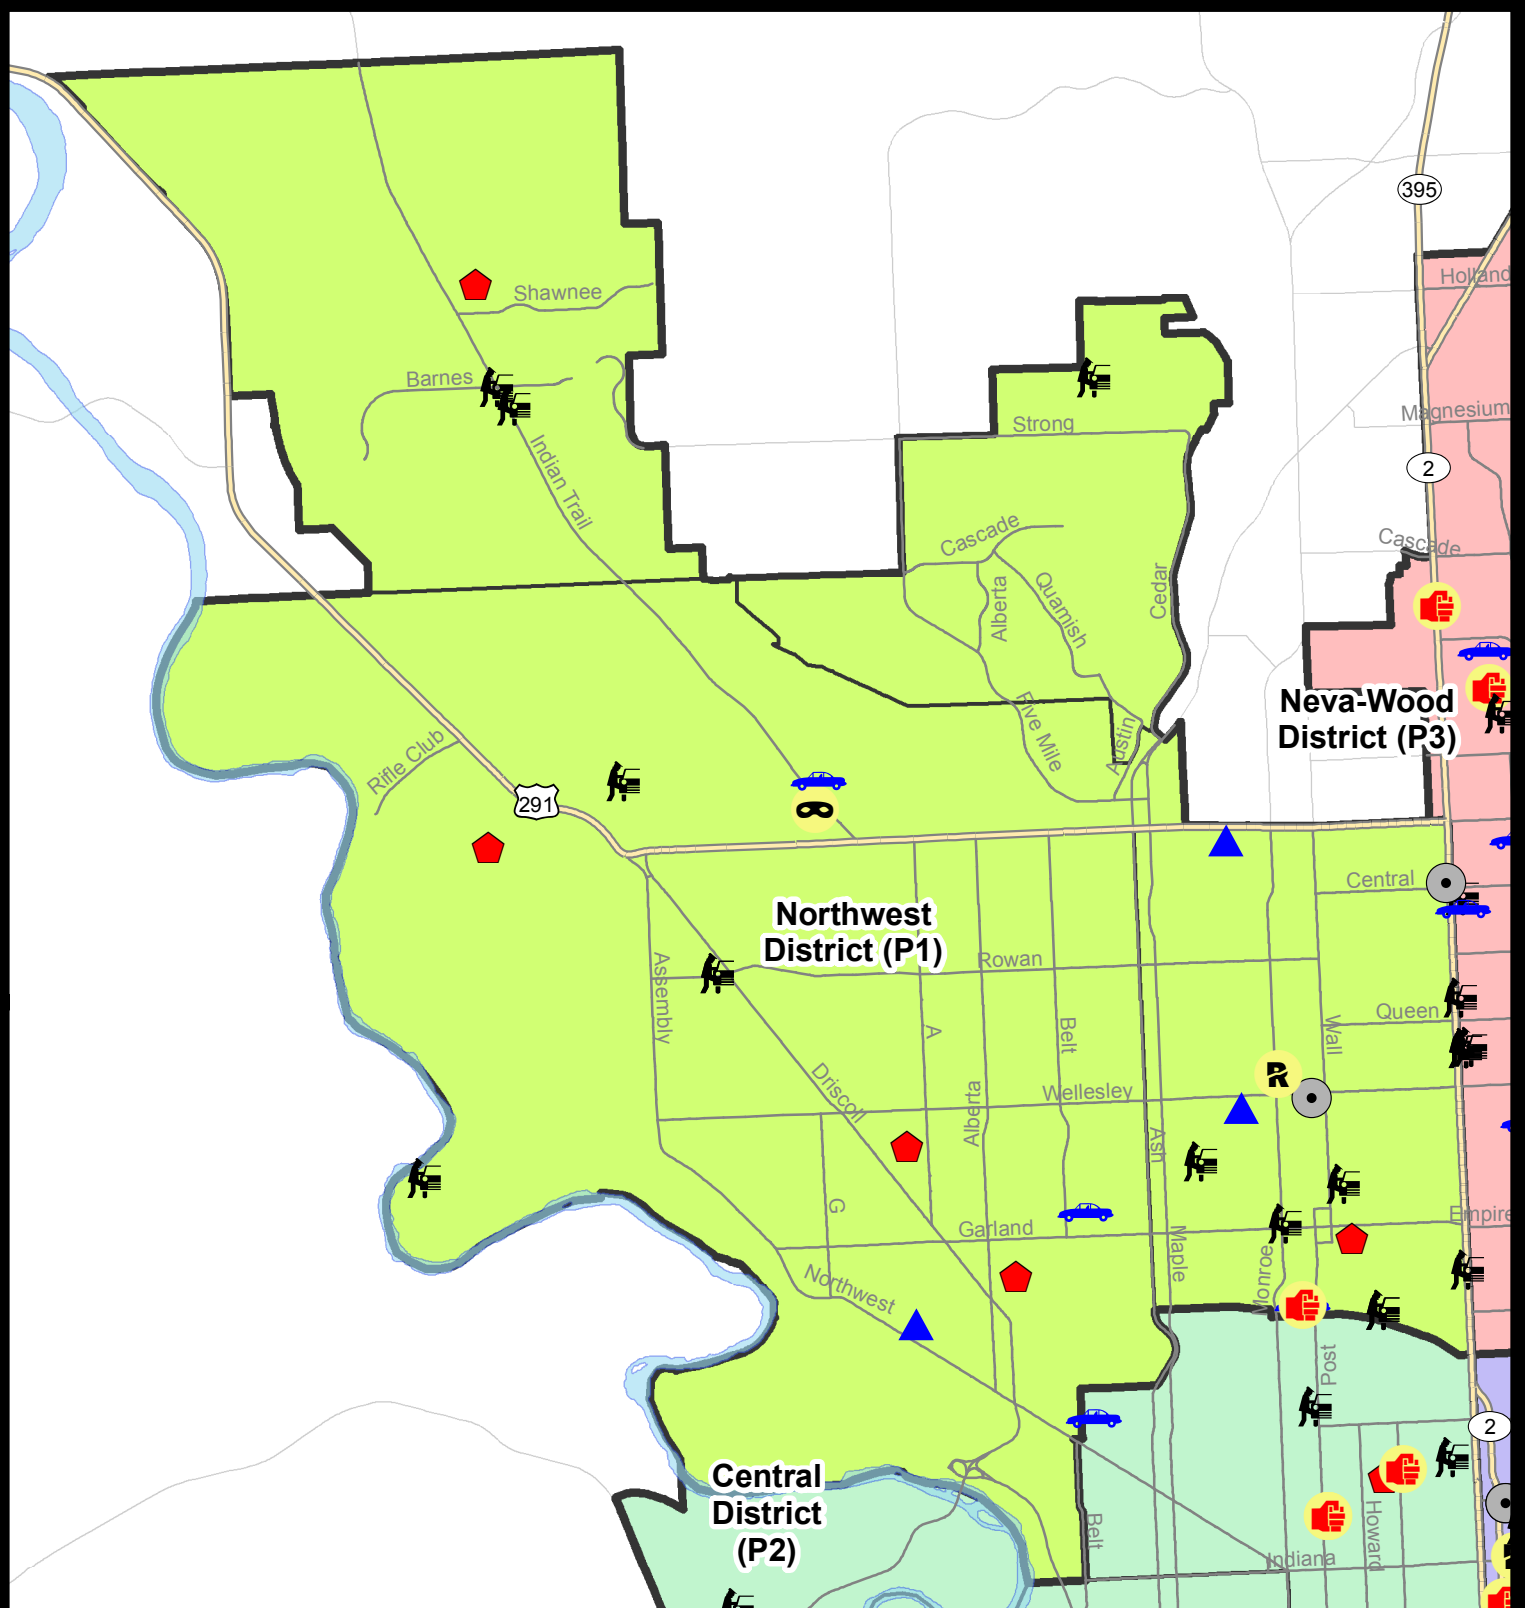 395
Holland
Shawnee
Barnes
Magnesium
Strong
2
Indian Trail
Cascade
Cascade
Alberta
Quamish
Cedar
Neva-Wood
District (P3)
Five Mile
Austin
Rifle Club
291
Central
Northwest
District (P1)
Rowan
Assembly
A
Belt
Queen
Wall
Driscoll
Wellesley
Alberta
Ash
G
Garland
Maple
Empire
Monroe
Northwest
Post
2
Central
District
(P2)
Howard
Belt
Indiana
R